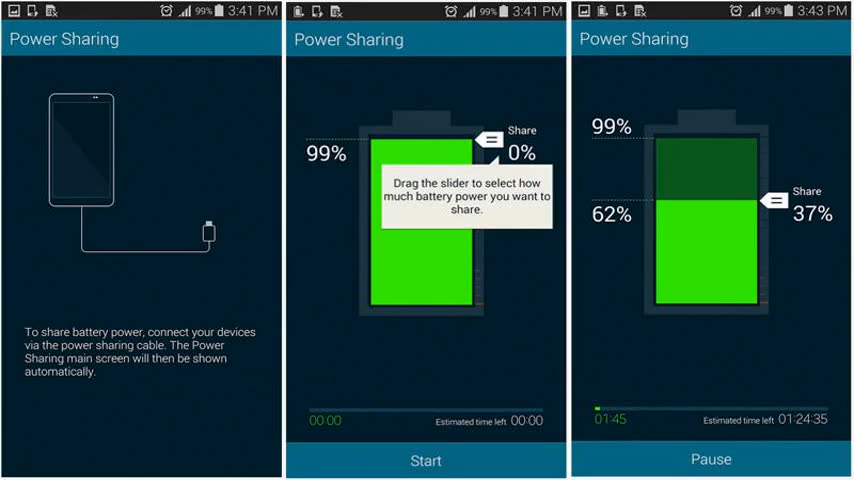 99% 3:41 PM
Power Sharing
To share battery power, connect your devices
via the power sharing cable. The Power
Sharing main screen will then be shown
automatically.
99% 3:41 PM
Power Sharing
Share
99%
0%
Drag the slider to select how
much battery power you want to
share.
00:00
Estimated time left 00:00
Start
99% 3:43 PM
Power Sharing
99%
Share
62%
37%
01:45
Estimated time left 01:24:35
Pause